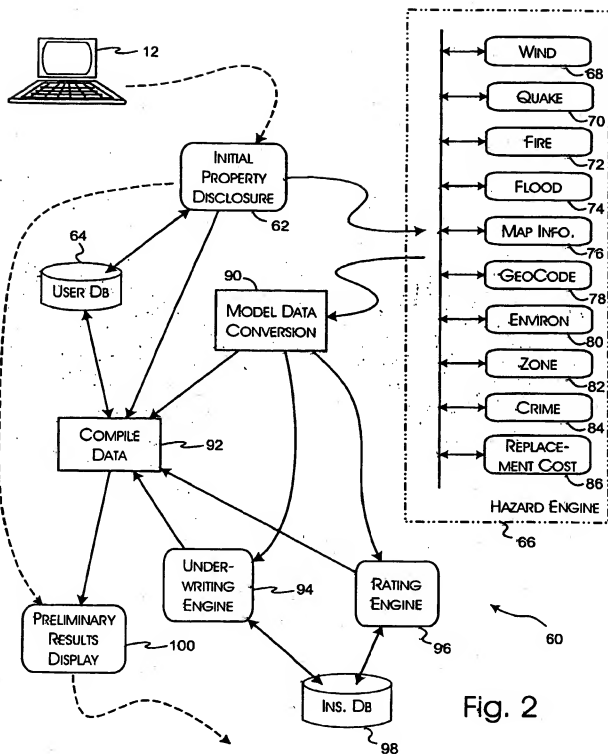 12
INITIAL
PROPERTY
DISCLOSURE
62
64
USER DB
90
MODEL DATA
CONVERSION
COMPILE
DATA
92
UNDER-
WRITING
ENGINE
94
RATING
ENGINE
96
PRELIMINARY
RESULTS
DISPLAY
100
INS. DB
98
WIND
68
QUAKE
70
FIRE
72
FLOOD
74
MAP INFO.
76
GEOCODE
78
ENVIRON
80
ZONE
82
CRIME
84
REPLACE-
MENT COST
86
HAZARD ENGINE
66
60
Fig. 2